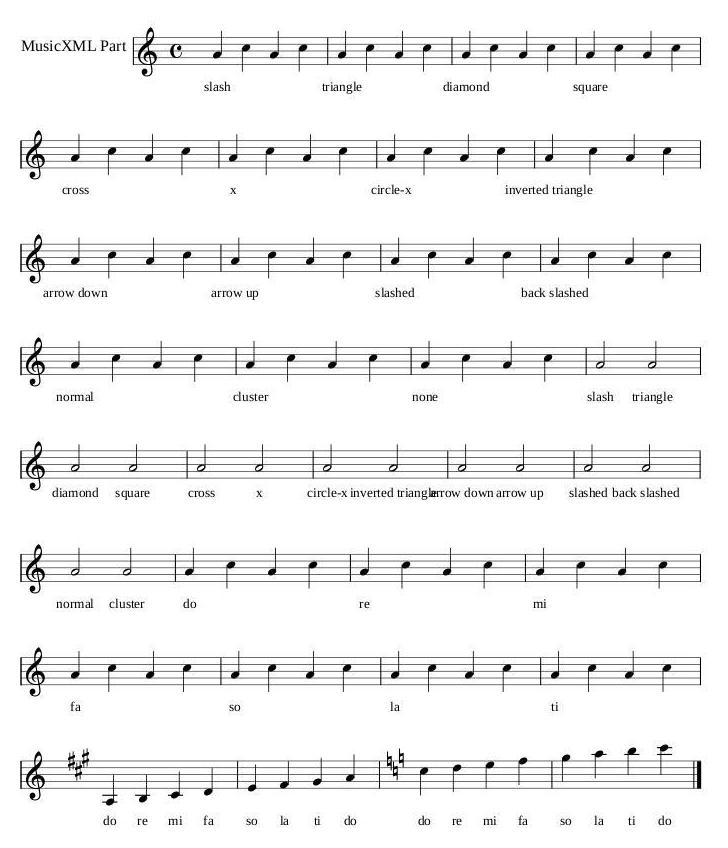 MusicXML Part
slash triangle diamond square
cross x circle-x inverted triangle
arrow down arrow up slashed back slashed
normal cluster none slash triangle
diamond square cross x circle-x inverted triangle arrow down arrow up slashed back slashed
normal cluster do re mi
fa so la ti
do re mi fa so la ti do do re mi fa so la ti do